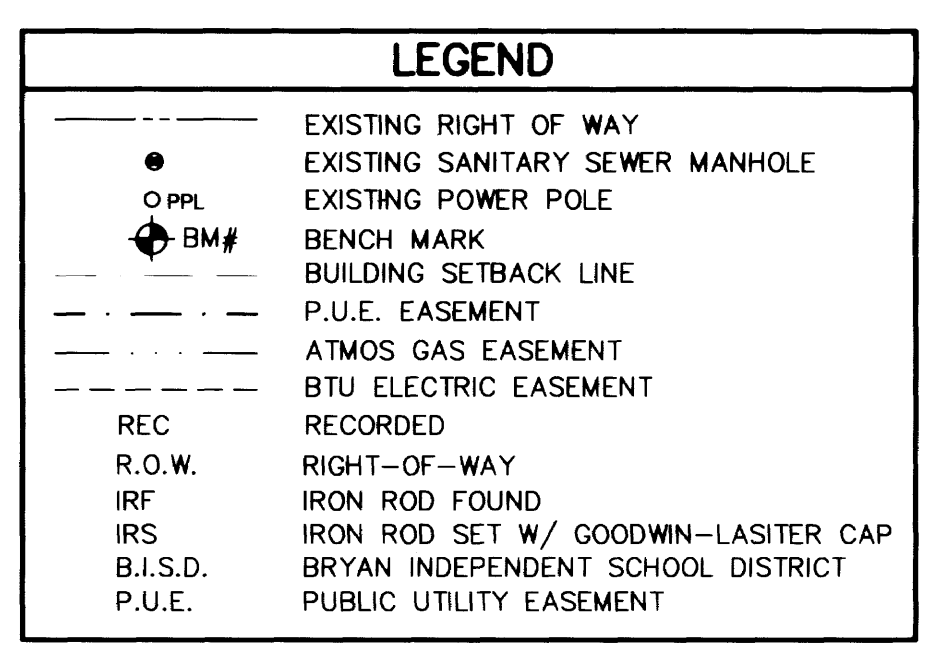 LEGEND
EXISTING RIGHT OF WAY
EXISTING SANITARY SEWER MANHOLE
PPL EXISTING POWER POLE
BM# BENCH MARK
BUILDING SETBACK LINE
P.U.E. EASEMENT
ATMOS GAS EASEMENT
BTU ELECTRIC EASEMENT
REC RECORDED
R.O.W. RIGHT-OF-WAY
IRF IRON ROD FOUND
IRS IRON ROD SET W/ GOODWIN-LASITER CAP
B.I.S.D. BRYAN INDEPENDENT SCHOOL DISTRICT
P.U.E. PUBLIC UTILITY EASEMENT